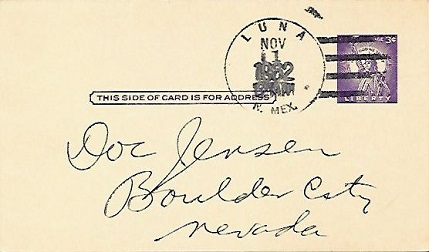 LUNA
NOV
1
1962
N. MEX.
3¢
LIBERTY
THIS SIDE OF CARD IS FOR ADDRESS
Doc Jensen
Boulder City
Nevada